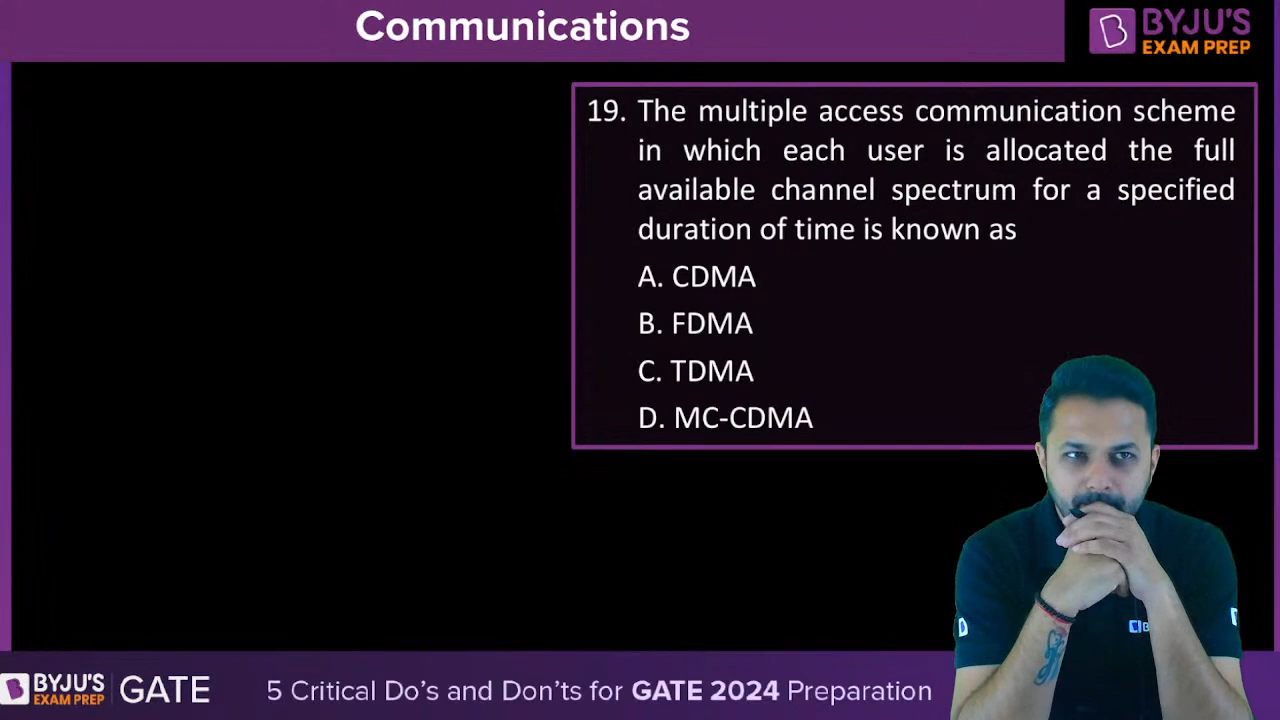 Communications
BYJU'S
EXAM PREP
19. The multiple access communication scheme
in which each user is allocated the full
available channel spectrum for a specified
duration of time is known as
A. CDMA
B. FDMA
C. TDMA
D. MC-CDMA
BYJU'S
EXAM PREP
GATE
5 Critical Do's and Don'ts for GATE 2024 Preparation